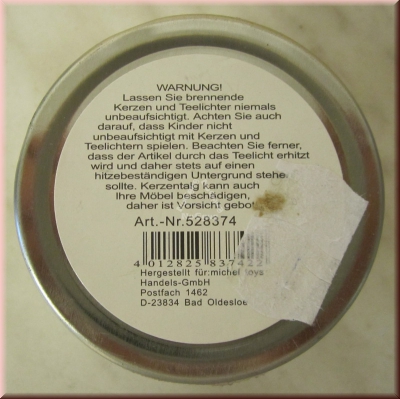 WARNUNG!
Lassen Sie brennende
Kerzen und Teelichter niemals
unbeaufsichtigt. Achten Sie auch
darauf, dass Kinder nicht
unbeaufsichtigt mit Kerzen und
Teelichtern spielen. Beachten Sie ferner,
dass der Artikel durch das Teelicht erhitzt
wird und daher stets auf einen
hitzebeständigen Untergrund stehen
sollte. Kerzentalg kann auch
Ihre Möbel beschädigen,
daher ist Vorsicht
Art.-Nr.528374
4 012825 837
Hergestellt für:michel
Handels-GmbH
Postfach 1462
D-23834 Bad Oldesloe